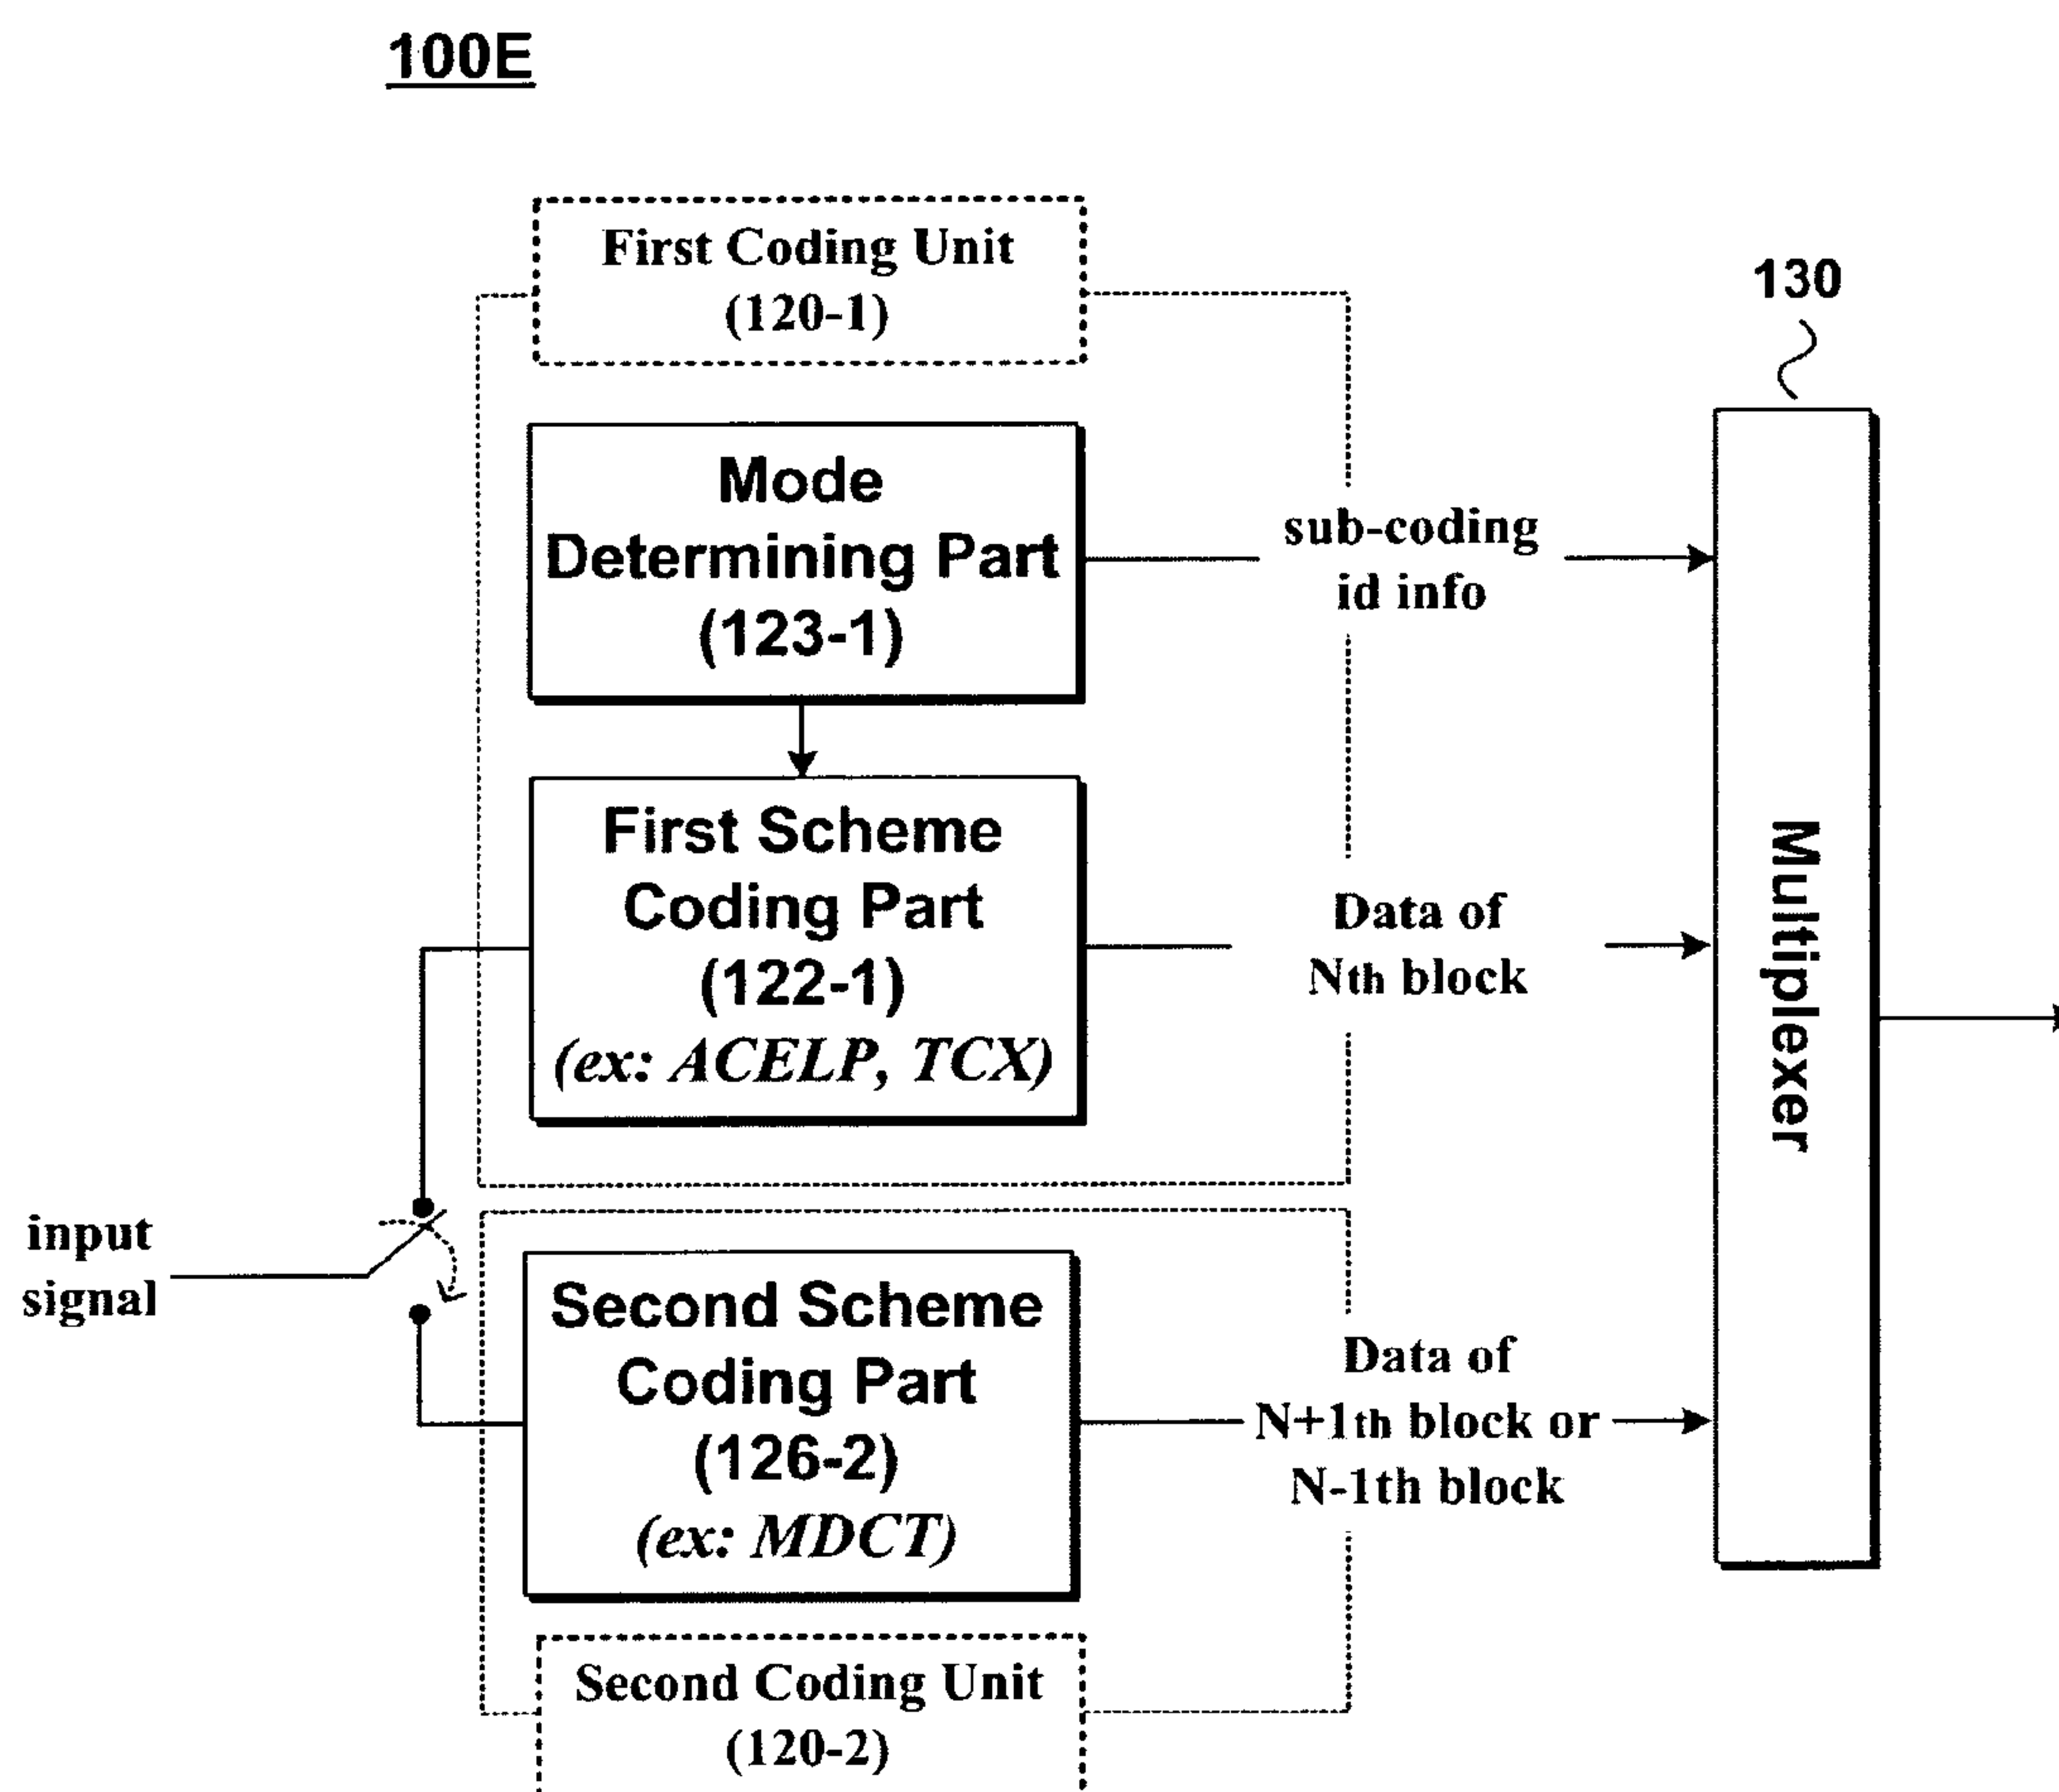 100E
First Coding Unit
(120-1)
130
Mode
Determining Part
(123-1)
sub-coding
id info
First Scheme
Coding Part
(122-1)
(ex: ACELP, TCX)
Data of
Nth block
Multiplexer
input
signal
Second Scheme
Coding Part
(126-2)
(ex: MDCT)
Data of
N+1th block or
N-1th block
Second Coding Unit
(120-2)